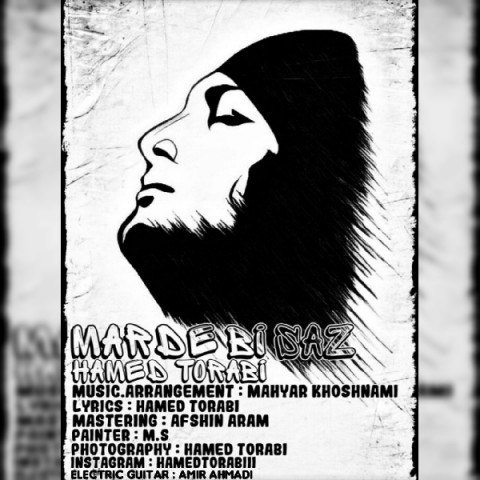 MARDE Bi SAZ
HAMED TORABi
MUSIC.ARRANGEMENT : MAHYAR KHOSHNAMI
LYRICS : HAMED TORABI
MASTERING : AFSHIN ARAM
PAINTER : M.S
PHOTOGRAPHY : HAMED TORABI
INSTAGRAM : HAMEDTORABIII
ELECTRIC GUITAR : AMIR AHMADI